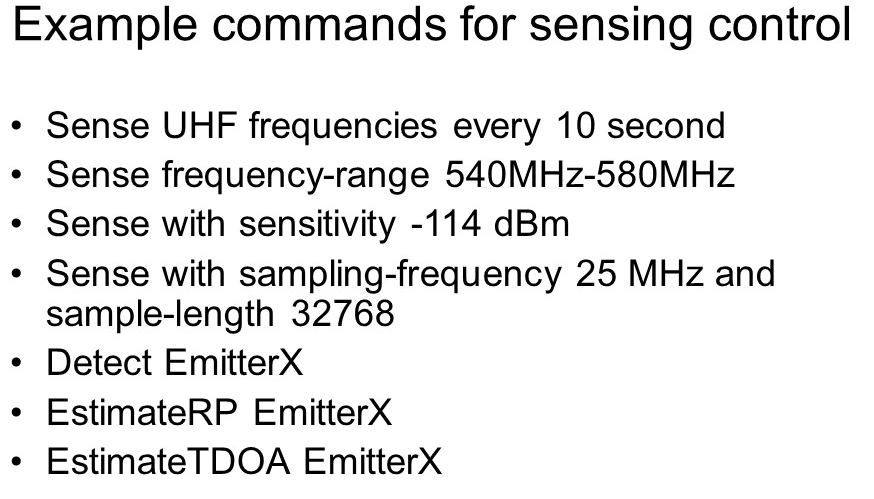 Example commands for sensing control
• Sense UHF frequencies every 10 second
• Sense frequency-range 540MHz-580MHz
• Sense with sensitivity -114 dBm
• Sense with sampling-frequency 25 MHz and
sample-length 32768
• Detect EmitterX
• EstimateRP EmitterX
• EstimateTDOA EmitterX